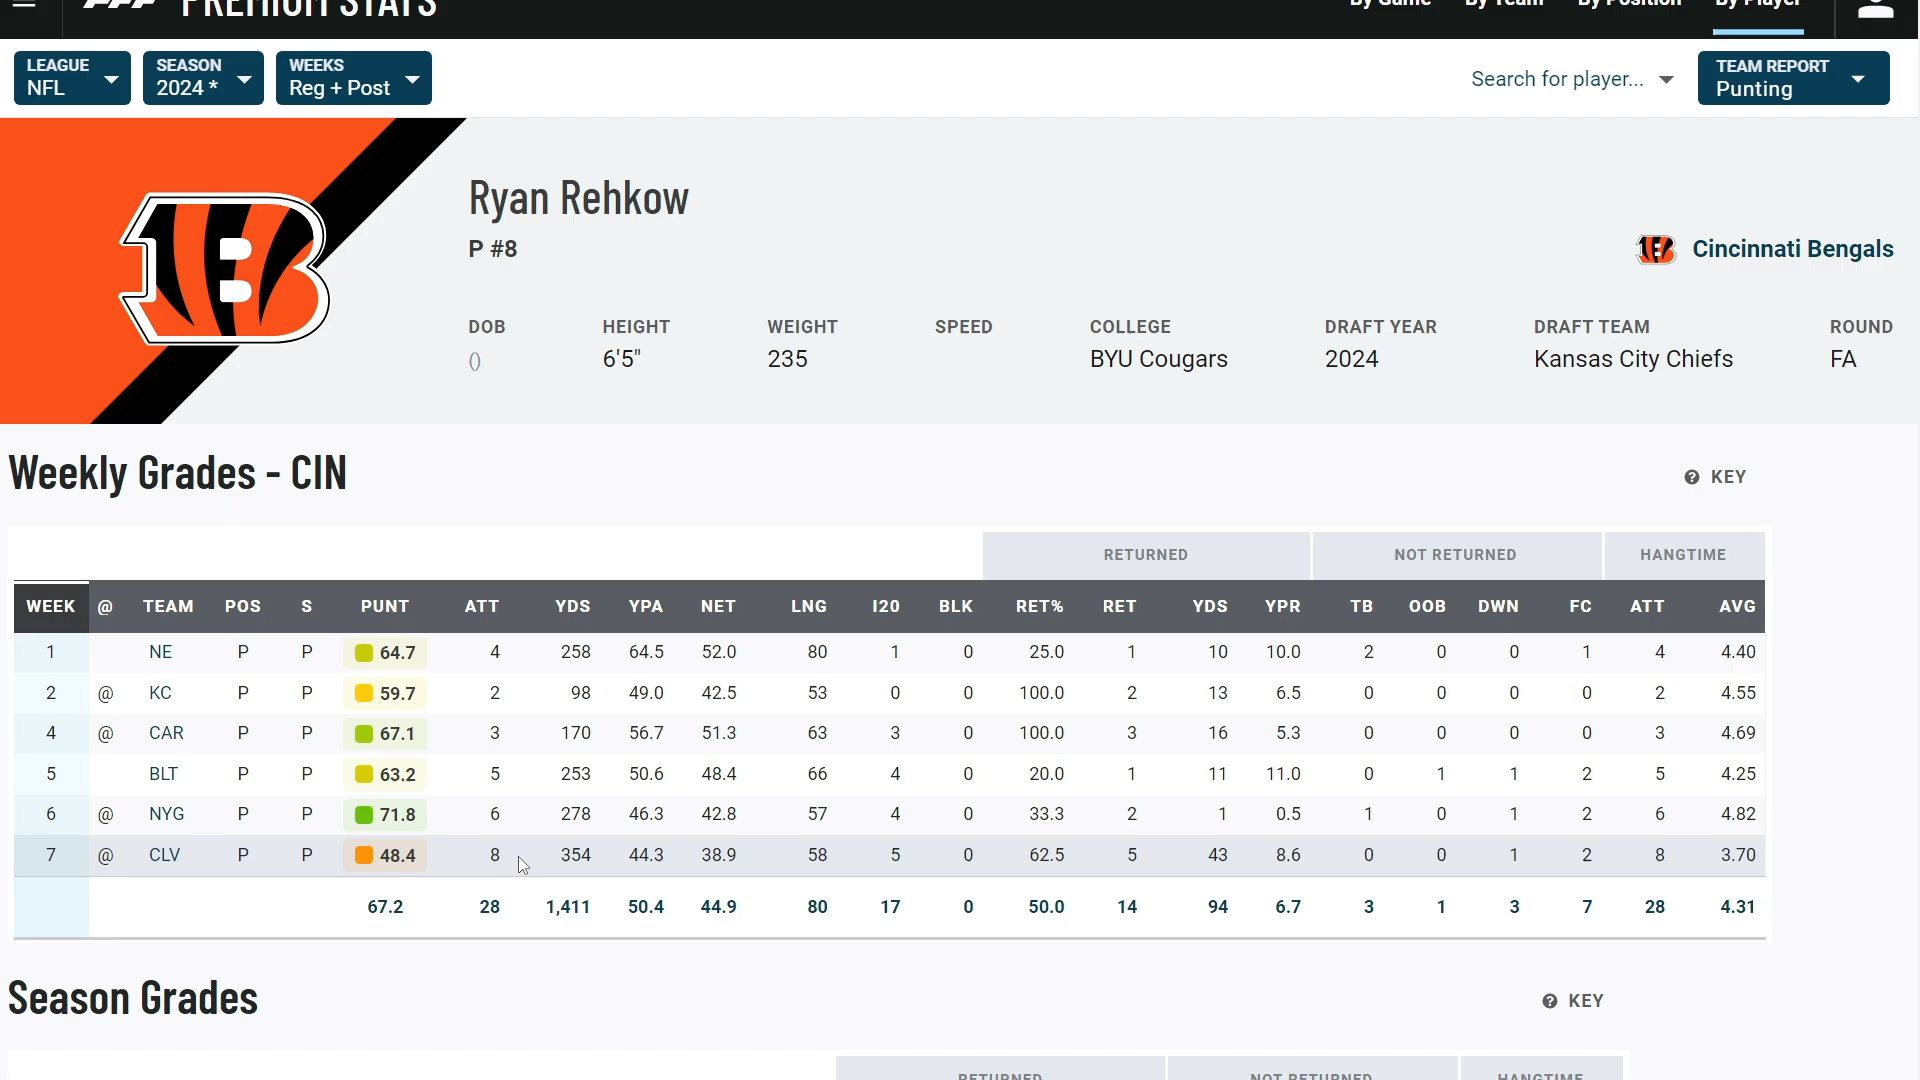 PREMIUM STATS
By Game By Team By Position By Player
LEAGUE NFL
SEASON 2024 *
WEEKS Reg + Post
Search for player...
TEAM REPORT Punting
Ryan Rehkow
P #8
Cincinnati Bengals
DOB HEIGHT WEIGHT SPEED COLLEGE DRAFT YEAR DRAFT TEAM ROUND
() 6'5" 235 BYU Cougars 2024 Kansas City Chiefs FA
Weekly Grades - CIN
? KEY
RETURNED NOT RETURNED HANGTIME
WEEK @ TEAM POS S PUNT ATT YDS YPA NET LNG I20 BLK RET% RET YDS YPR TB OOB DWN FC ATT AVG
1 NE P P 64.7 4 258 64.5 52.0 80 1 0 25.0 1 10 10.0 2 0 0 1 4 4.40
2 @ KC P P 59.7 2 98 49.0 42.5 53 0 0 100.0 2 13 6.5 0 0 0 0 2 4.55
4 @ CAR P P 67.1 3 170 56.7 51.3 63 3 0 100.0 3 16 5.3 0 0 0 0 3 4.69
5 BLT P P 63.2 5 253 50.6 48.4 66 4 0 20.0 1 11 11.0 0 1 1 2 5 4.25
6 @ NYG P P 71.8 6 278 46.3 42.8 57 4 0 33.3 2 1 0.5 1 0 1 2 6 4.82
7 @ CLV P P 48.4 8 354 44.3 38.9 58 5 0 62.5 5 43 8.6 0 0 1 2 8 3.70
67.2 28 1,411 50.4 44.9 80 17 0 50.0 14 94 6.7 3 1 3 7 28 4.31
Season Grades
? KEY
RETURNED NOT RETURNED HANGTIME